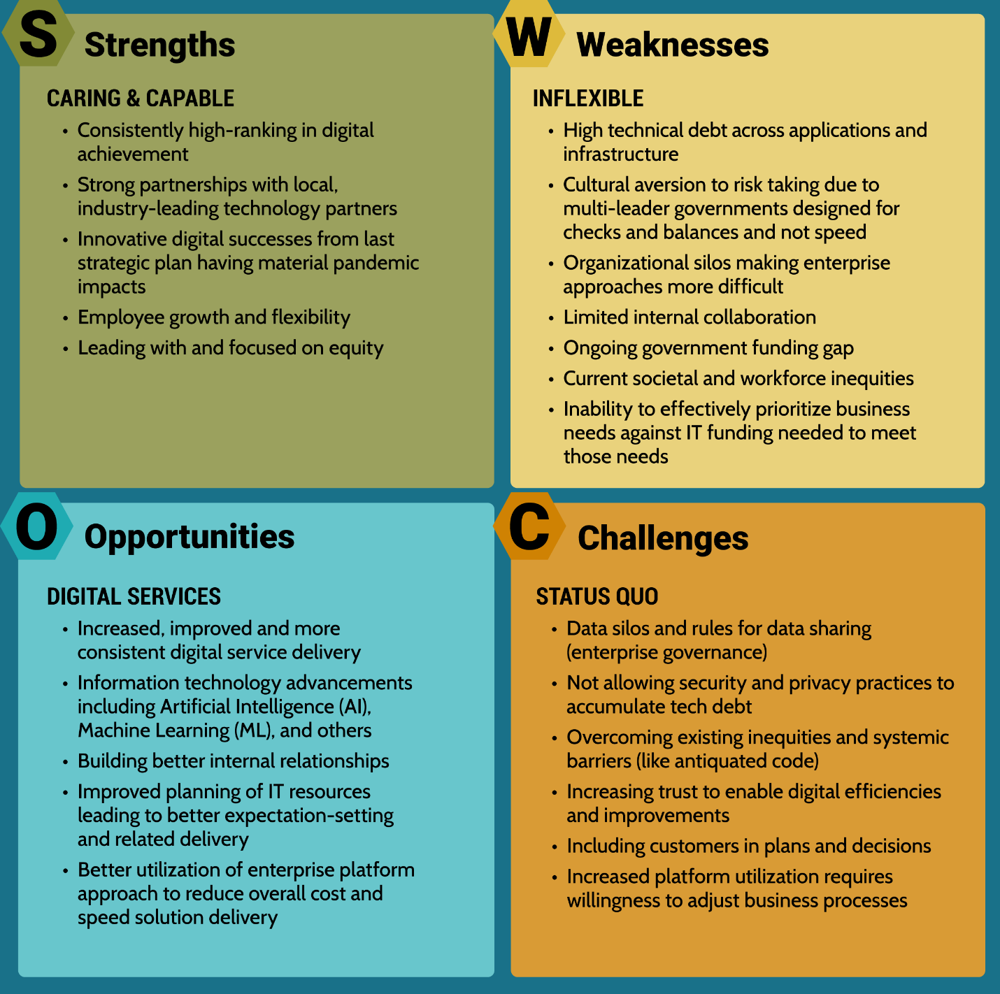 S Strengths
CARING & CAPABLE
• Consistently high-ranking in digital
achievement
• Strong partnerships with local,
industry-leading technology partners
• Innovative digital successes from last
strategic plan having material pandemic
impacts
• Employee growth and flexibility
• Leading with and focused on equity
W Weaknesses
INFLEXIBLE
• High technical debt across applications and
infrastructure
• Cultural aversion to risk taking due to
multi-leader governments designed for
checks and balances and not speed
• Organizational silos making enterprise
approaches more difficult
• Limited internal collaboration
• Ongoing government funding gap
• Current societal and workforce inequities
• Inability to effectively prioritize business
needs against IT funding needed to meet
those needs
O Opportunities
DIGITAL SERVICES
• Increased, improved and more
consistent digital service delivery
• Information technology advancements
including Artificial Intelligence (AI),
Machine Learning (ML), and others
• Building better internal relationships
• Improved planning of IT resources
leading to better expectation-setting
and related delivery
• Better utilization of enterprise platform
approach to reduce overall cost and
speed solution delivery
C Challenges
STATUS QUO
• Data silos and rules for data sharing
(enterprise governance)
• Not allowing security and privacy practices to
accumulate tech debt
• Overcoming existing inequities and systemic
barriers (like antiquated code)
• Increasing trust to enable digital efficiencies
and improvements
• Including customers in plans and decisions
• Increased platform utilization requires
willingness to adjust business processes